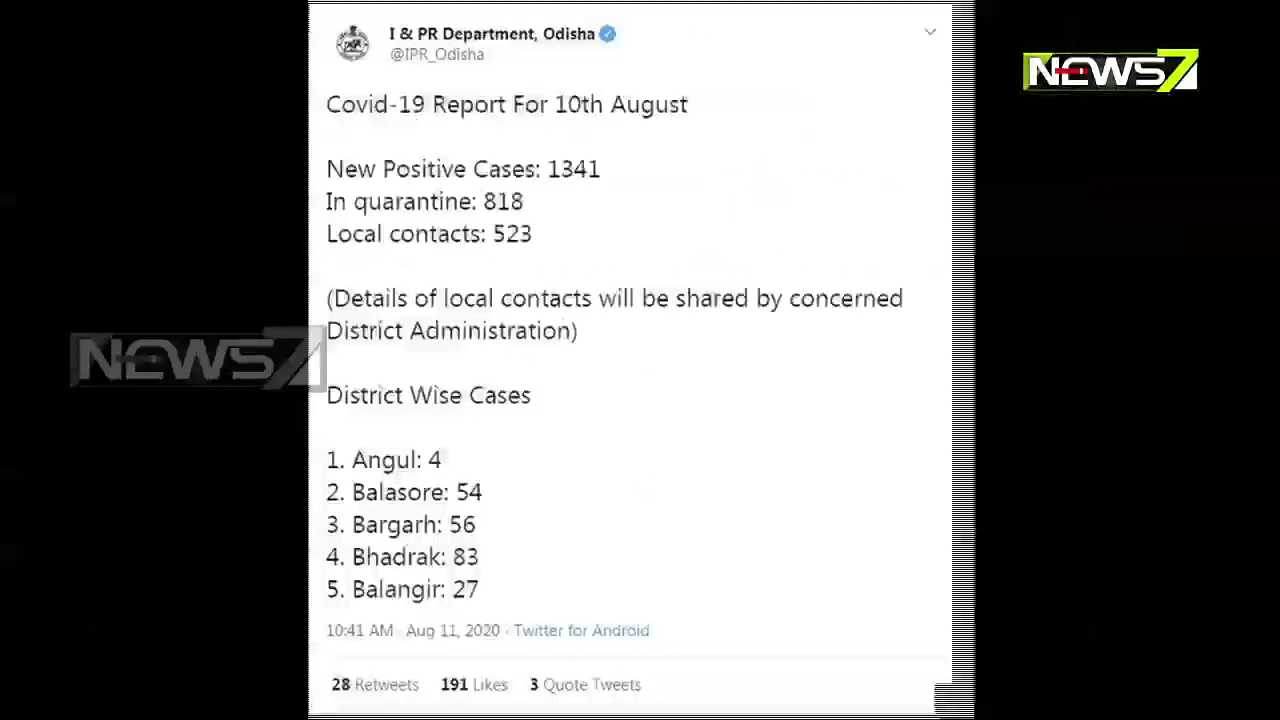 I & PR Department, Odisha
@IPR_Odisha
NEWS7
Covid-19 Report For 10th August
New Positive Cases: 1341
In quarantine: 818
Local contacts: 523
(Details of local contacts will be shared by concerned
District Administration)
NEWS7
District Wise Cases
1. Angul: 4
2. Balasore: 54
3. Bargarh: 56
4. Bhadrak: 83
5. Balangir: 27
10:41 AM · Aug 11, 2020 · Twitter for Android
28 Retweets 191 Likes 3 Quote Tweets